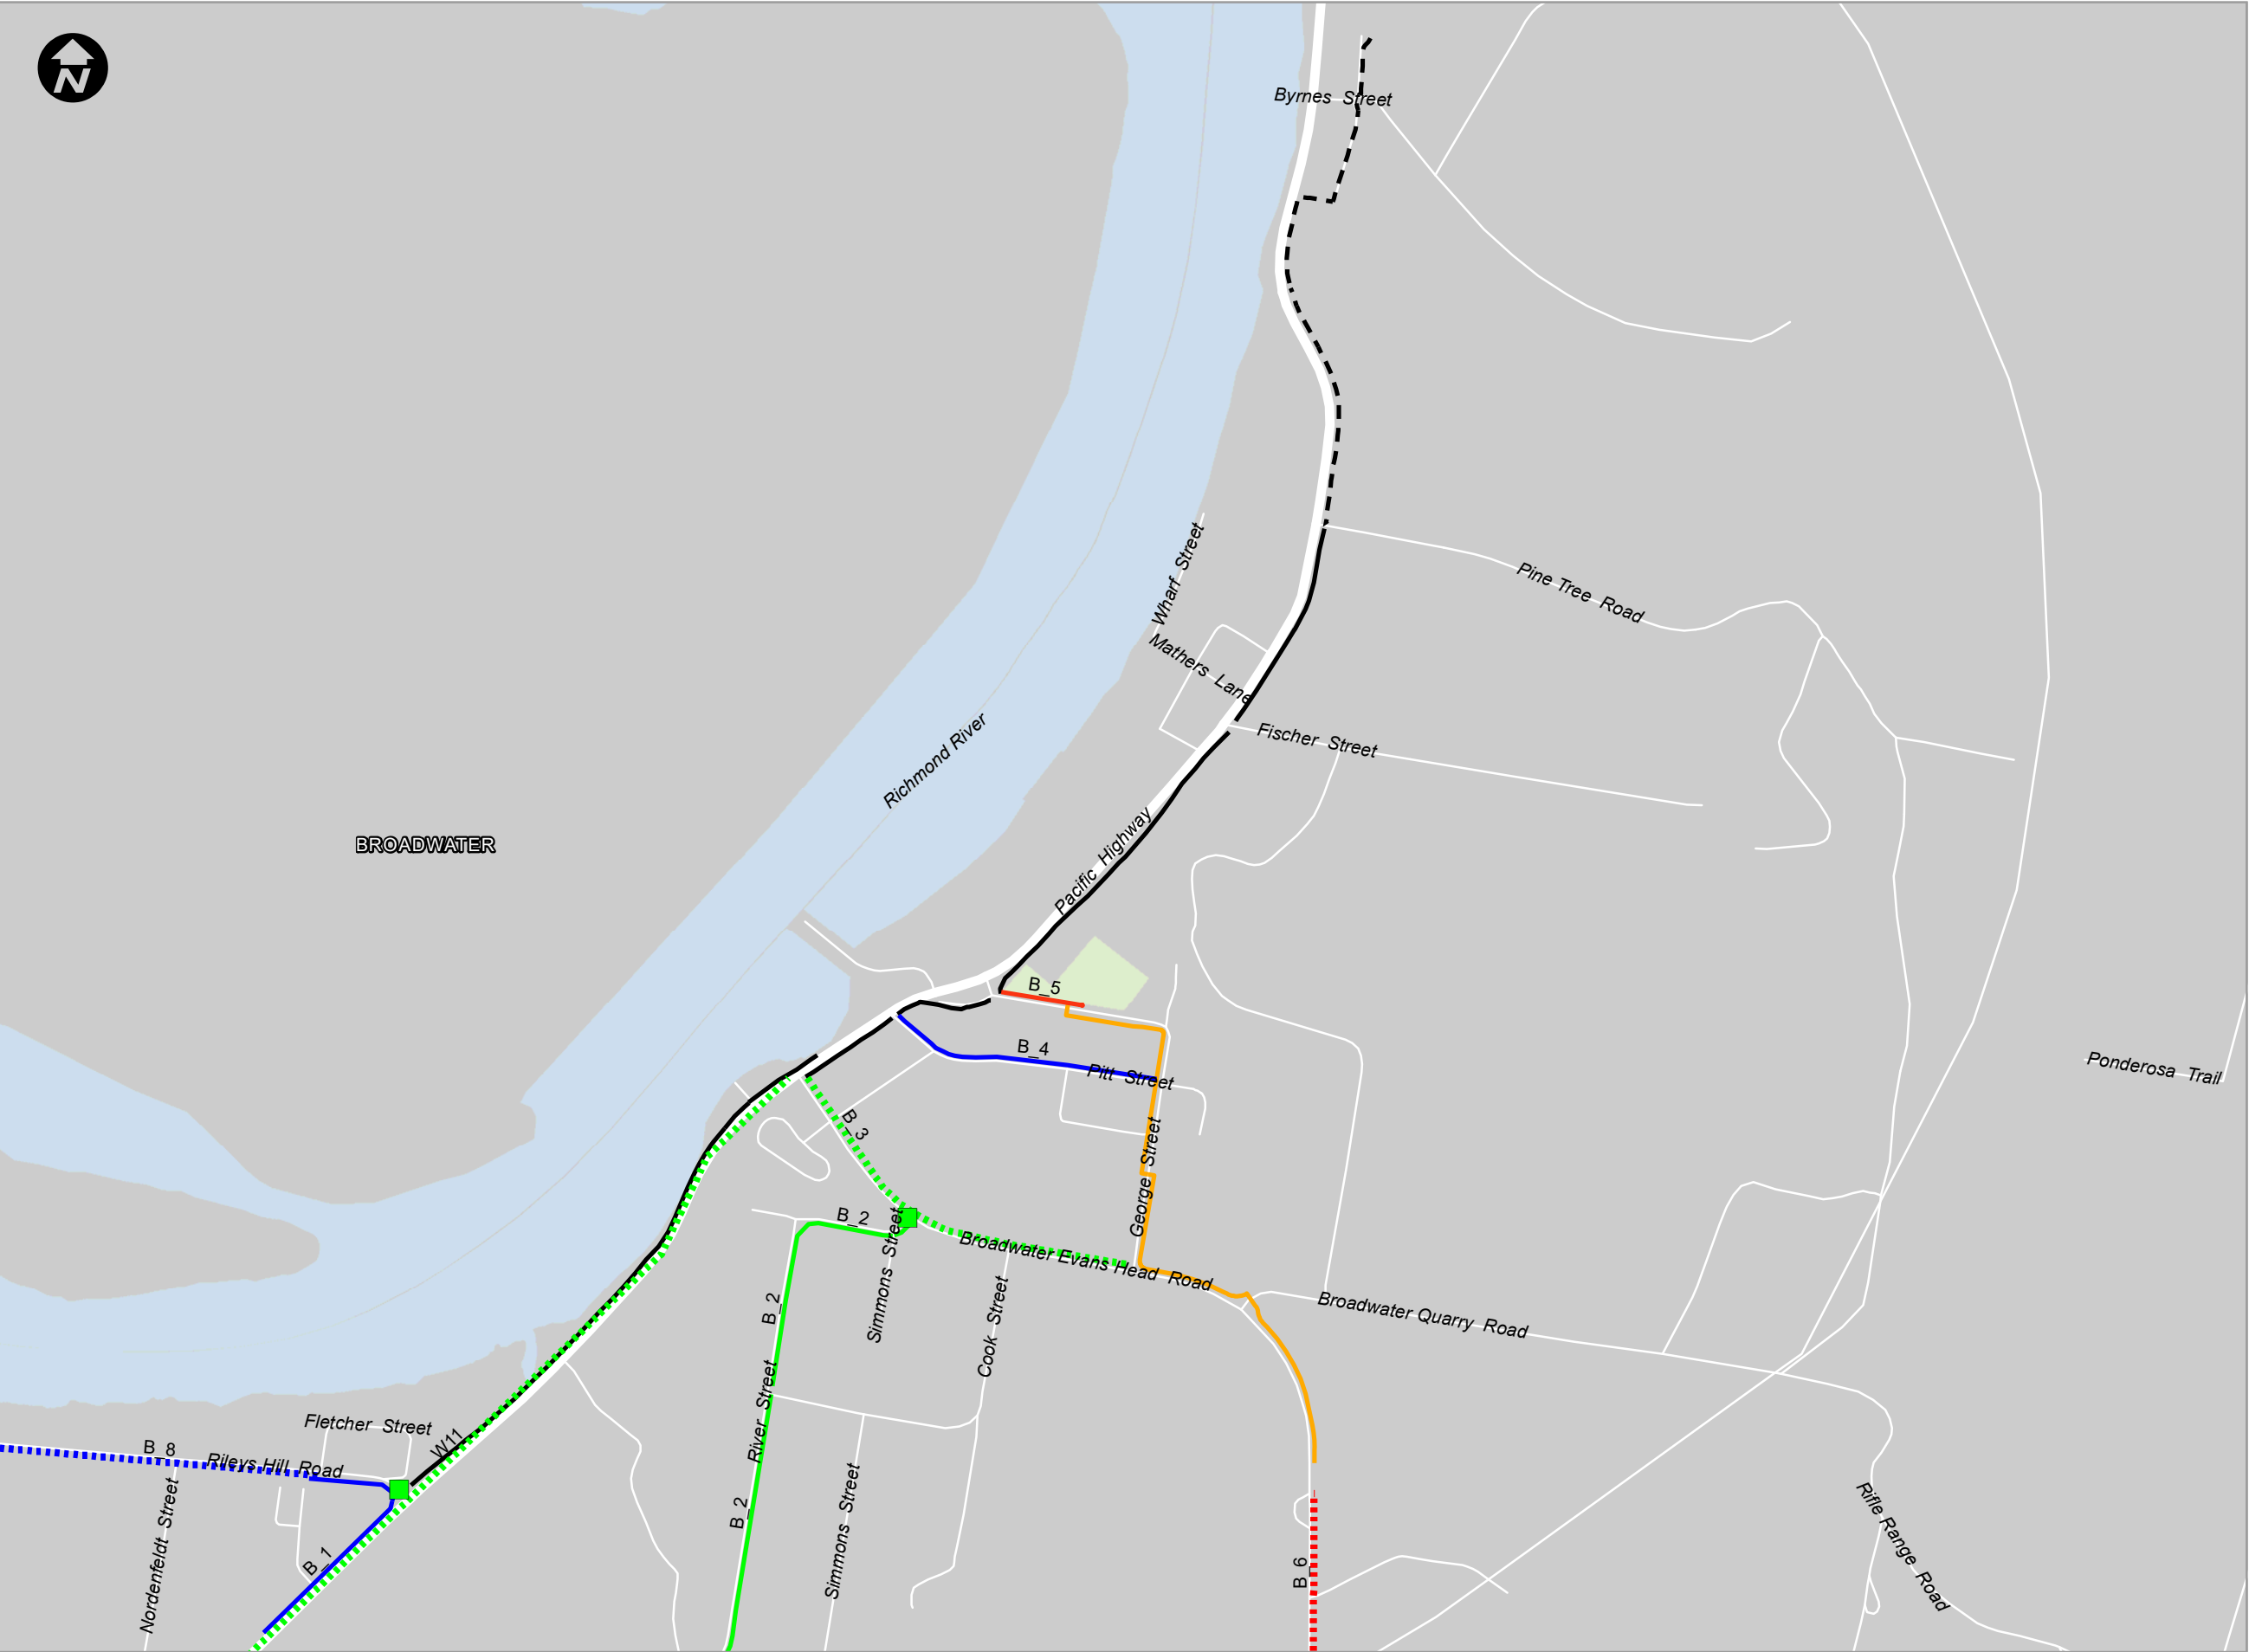 N
Byrnes Street
Wharf Street
Pine Tree Road
Mathers Lane
Richmond River
Fischer Street
Pacific Highway
BROADWATER
B_5
B_4
Pitt Street
Ponderosa Trail
B_3
George Street
B_2
Simmons Street
Broadwater Evans Head Road
B_2
Cook Street
Broadwater Quarry Road
River Street
Fletcher Street
W11
B_8
Rileys Hill Road
Nordenfeldt Street
B_2
Simmons Street
B_1
B_6
Rifle Range Road